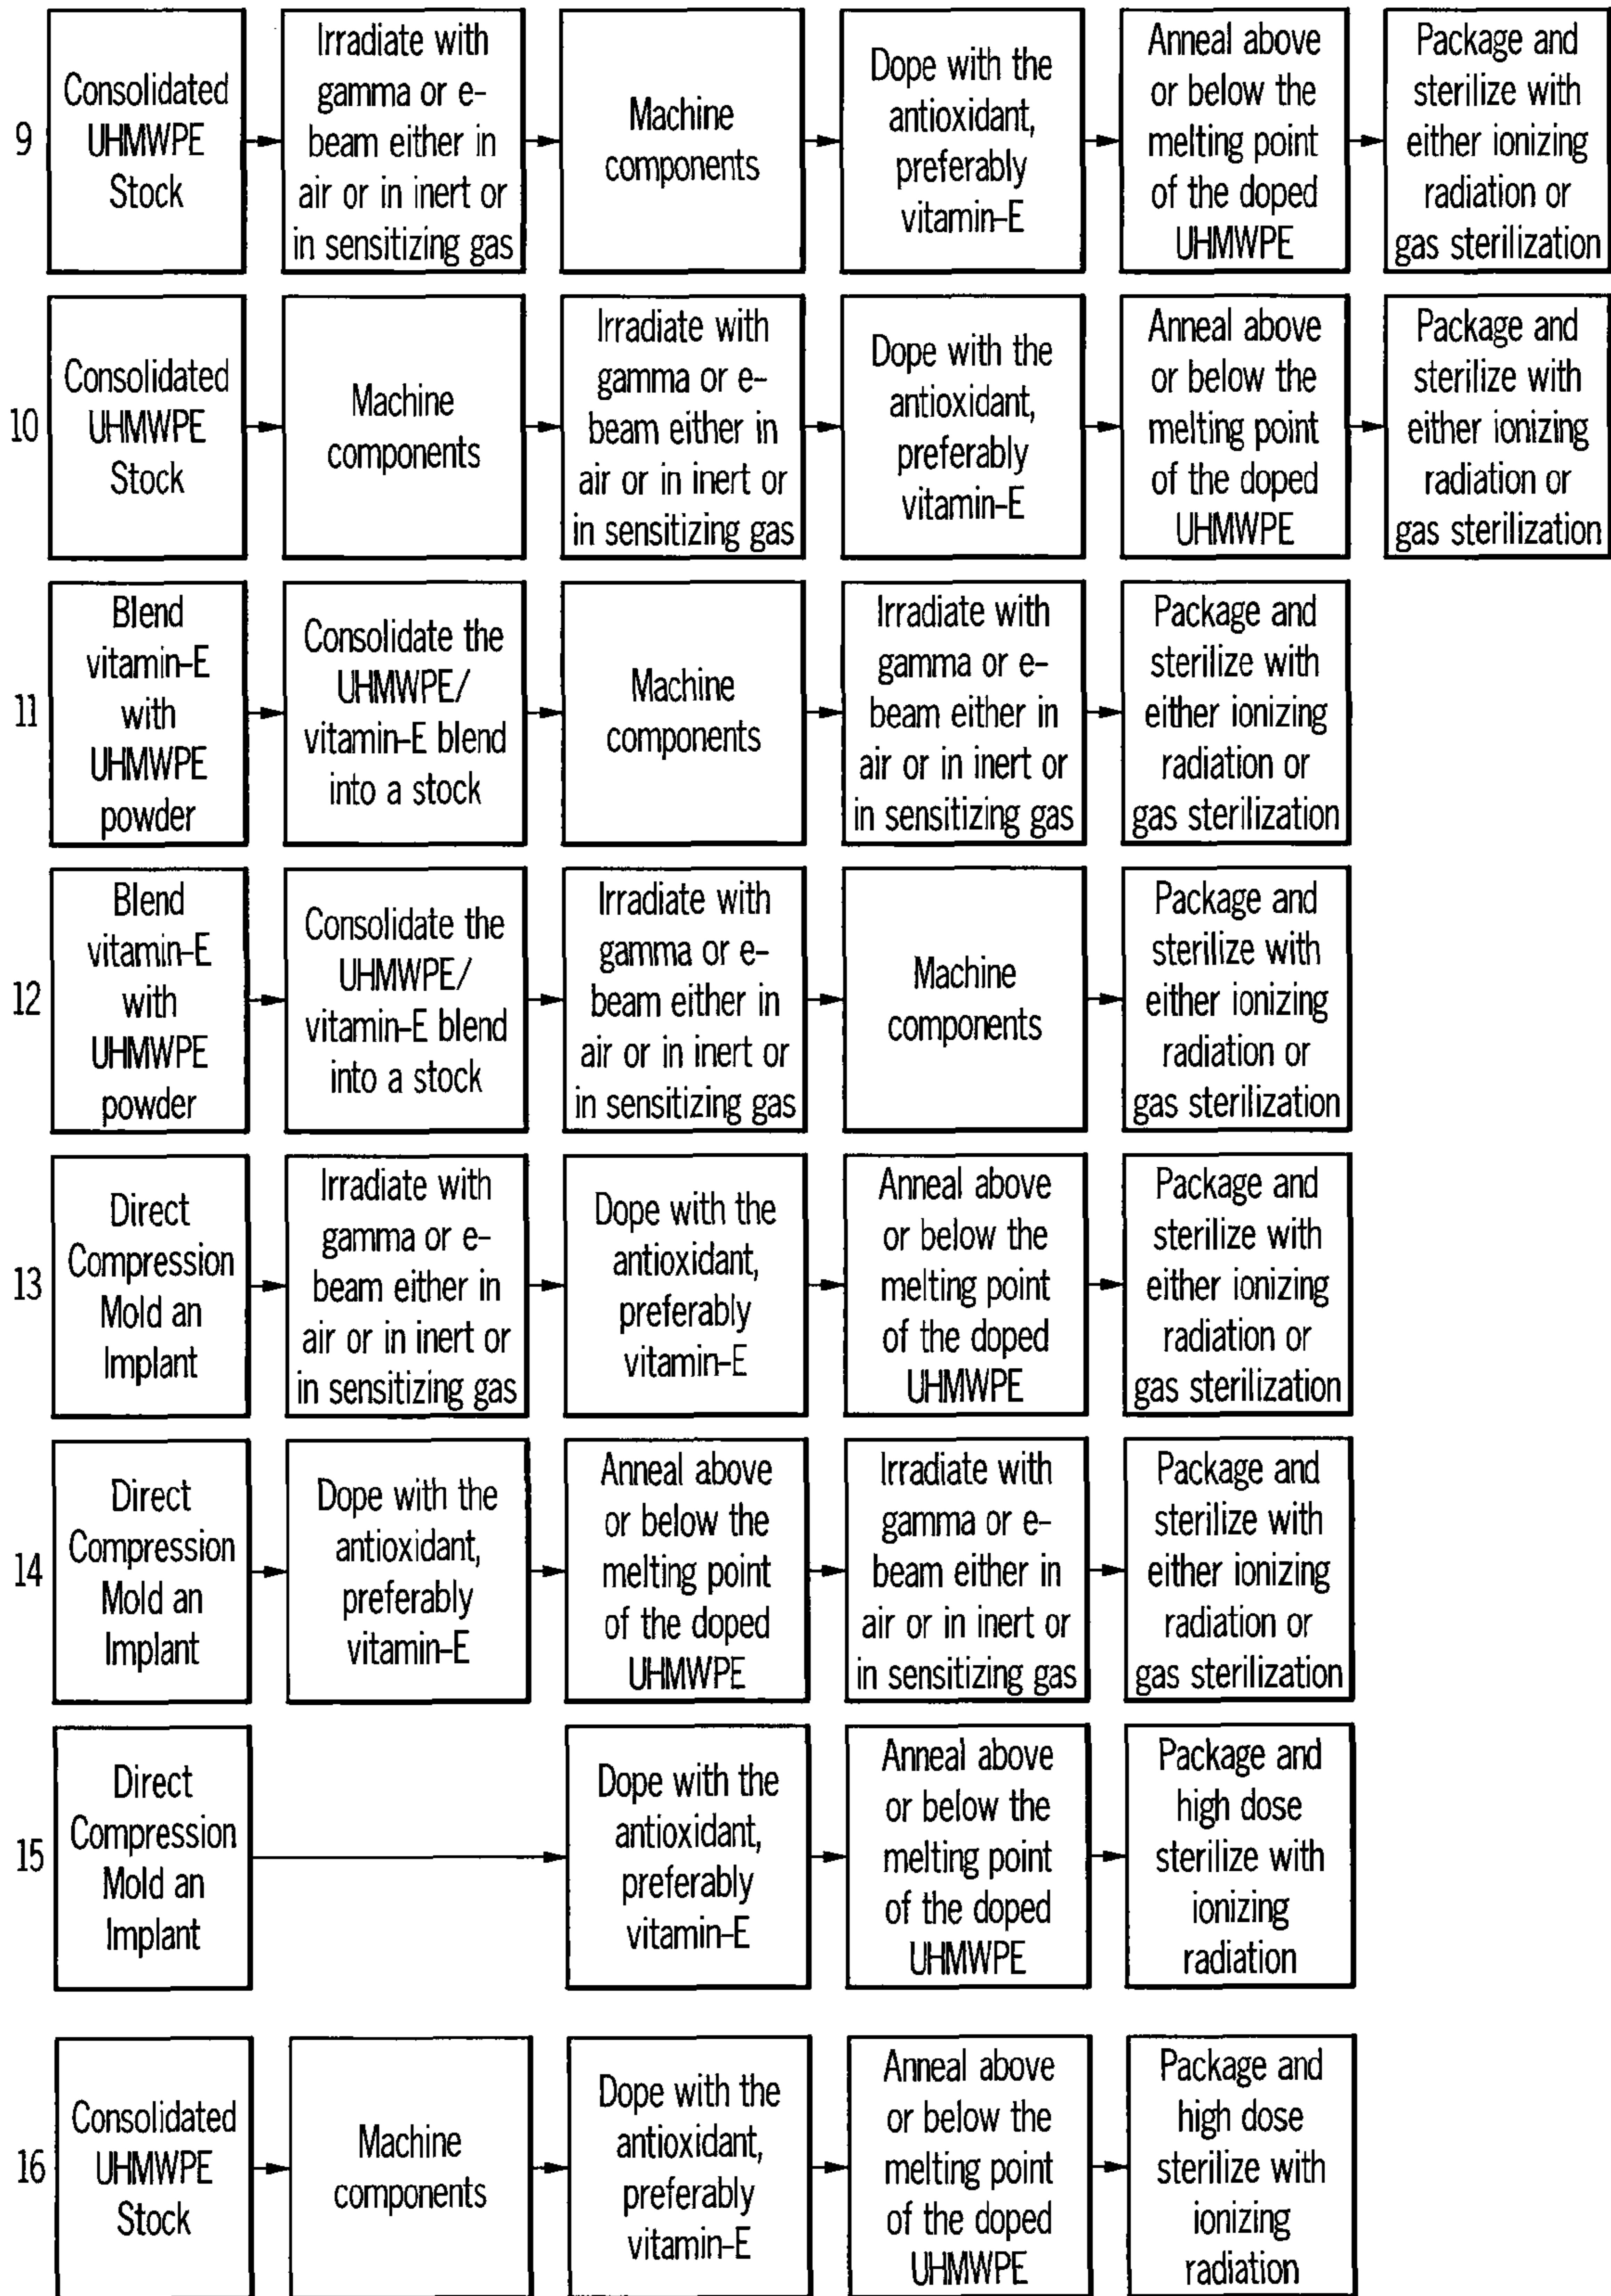 9
Consolidated
UHMWPE
Stock
Irradiate with
gamma or e-
beam either in
air or in inert or
in sensitizing gas
Machine
components
Dope with the
antioxidant,
preferably
vitamin-E
Anneal above
or below the
melting point
of the doped
UHMWPE
Package and
sterilize with
either ionizing
radiation or
gas sterilization
10
Consolidated
UHMWPE
Stock
Machine
components
Irradiate with
gamma or e-
beam either in
air or in inert or
in sensitizing gas
Dope with the
antioxidant,
preferably
vitamin-E
Anneal above
or below the
melting point
of the doped
UHMWPE
Package and
sterilize with
either ionizing
radiation or
gas sterilization
11
Blend
vitamin-E
with
UHMWPE
powder
Consolidate the
UHMWPE/
vitamin-E blend
into a stock
Machine
components
Irradiate with
gamma or e-
beam either in
air or in inert or
in sensitizing gas
Package and
sterilize with
either ionizing
radiation or
gas sterilization
12
Blend
vitamin-E
with
UHMWPE
powder
Consolidate the
UHMWPE/
vitamin-E blend
into a stock
Irradiate with
gamma or e-
beam either in
air or in inert or
in sensitizing gas
Machine
components
Package and
sterilize with
either ionizing
radiation or
gas sterilization
13
Direct
Compression
Mold an
Implant
Irradiate with
gamma or e-
beam either in
air or in inert or
in sensitizing gas
Dope with the
antioxidant,
preferably
vitamin-E
Anneal above
or below the
melting point
of the doped
UHMWPE
Package and
sterilize with
either ionizing
radiation or
gas sterilization
14
Direct
Compression
Mold an
Implant
Dope with the
antioxidant,
preferably
vitamin-E
Anneal above
or below the
melting point
of the doped
UHMWPE
Irradiate with
gamma or e-
beam either in
air or in inert or
in sensitizing gas
Package and
sterilize with
either ionizing
radiation or
gas sterilization
15
Direct
Compression
Mold an
Implant
Dope with the
antioxidant,
preferably
vitamin-E
Anneal above
or below the
melting point
of the doped
UHMWPE
Package and
high dose
sterilize with
ionizing
radiation
16
Consolidated
UHMWPE
Stock
Machine
components
Dope with the
antioxidant,
preferably
vitamin-E
Anneal above
or below the
melting point
of the doped
UHMWPE
Package and
high dose
sterilize with
ionizing
radiation